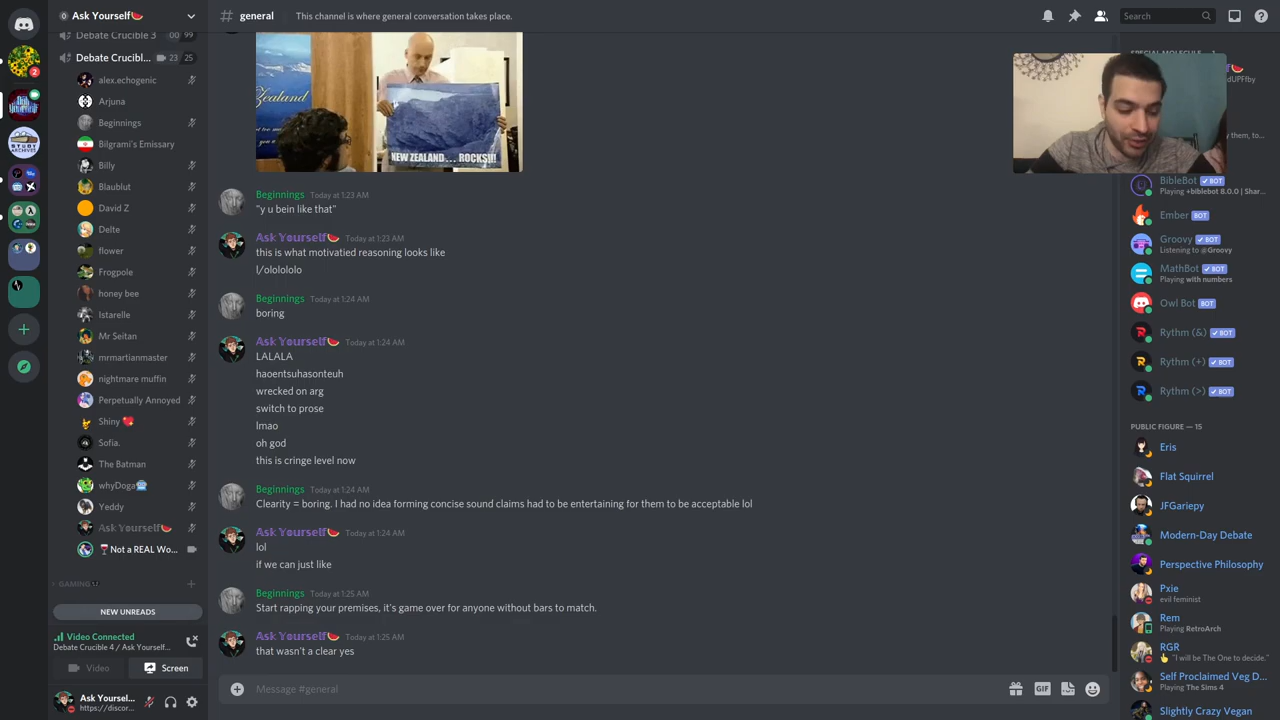 Ask Yourself🍉
# general
This channel is where general conversation takes place.
Search
Debate Crucible 3
00 99
Debate Crucibl...
23 25
alex.echogenic
Arjuna
Beginnings
Bilgrami's Emissary
Billy
Blaublut
David Z
Delte
flower
Frogpole
honey bee
Istarelle
Mr Seitan
mrmartianmaster
nightmare muffin
Perpetually Annoyed
Shiny 💘
Sofia.
The Batman
whyDoga
Yeddy
Ask Yourself🍉
🍷Not a REAL Wo...
GAMING
NEW UNREADS
Video Connected
Debate Crucible 4 / Ask Yourself...
Video
Screen
Ask Yoursel...
https://discor...
2
STUDY
ARCHIVES
Zealand
NEW ZEALAND... ROCKS!!!
Beginnings Today at 1:23 AM
"y u bein like that"
Ask Yourself🍉 Today at 1:23 AM
this is what motivatied reasoning looks like
l/olololo
Beginnings Today at 1:24 AM
boring
Ask Yourself🍉 Today at 1:24 AM
LALALA
haoentsuhasonteuh
wrecked on arg
switch to prose
lmao
oh god
this is cringe level now
Beginnings Today at 1:24 AM
Clearity = boring. I had no idea forming concise sound claims had to be entertaining for them to be acceptable lol
Ask Yourself🍉 Today at 1:24 AM
lol
if we can just like
Beginnings Today at 1:25 AM
Start rapping your premises, it's game over for anyone without bars to match.
Ask Yourself🍉 Today at 1:25 AM
that wasn't a clear yes
Message #general
GIF
SPECIAL MOLECULE
dUPFfby
them, to...
BibleBot BOT
Playing +biblebot 8.0.0 | Shar...
Ember BOT
Groovy BOT
Listening to @Groovy
MathBot BOT
Playing with numbers
Owl Bot BOT
Rythm (&) BOT
Rythm (+) BOT
Rythm (>) BOT
PUBLIC FIGURE — 15
Eris
Flat Squirrel
JFGariepy
Modern-Day Debate
Perspective Philosophy
Pxie
evil feminist
Rem
Playing RetroArch
RGR
👆 "I will be The One to decide."
Self Proclaimed Veg D...
Playing The Sims 4
Slightly Crazy Vegan